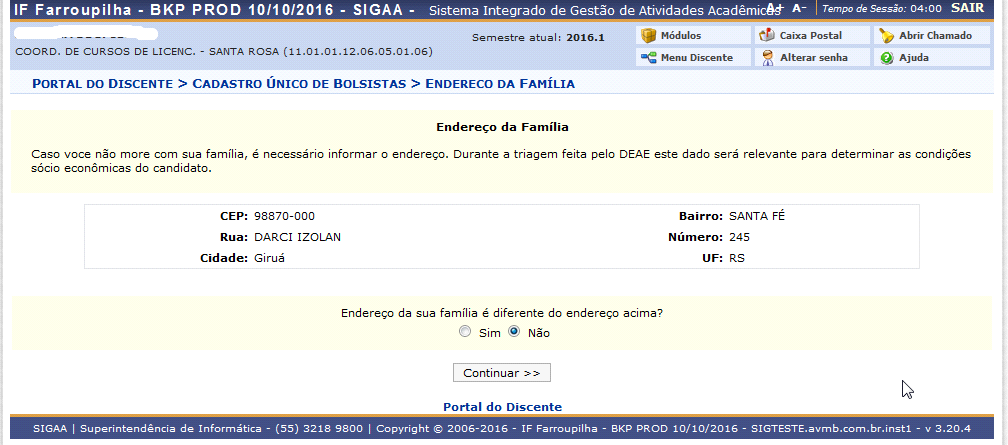 IF Farroupilha - BKP PROD 10/10/2016 - SIGAA - Sistema Integrado de Gestão de Atividades Acadêmicas A+ A- Tempo de Sessão: 04:00 SAIR
Semestre atual: 2016.1 Módulos Caixa Postal Abrir Chamado
COORD. DE CURSOS DE LICENC. - SANTA ROSA (11.01.01.12.06.05.01.06) Menu Discente Alterar senha Ajuda
PORTAL DO DISCENTE > CADASTRO ÚNICO DE BOLSISTAS > ENDERECO DA FAMÍLIA
Endereço da Família
Caso voce não more com sua família, é necessário informar o endereço. Durante a triagem feita pelo DEAE este dado será relevante para determinar as condições
sócio econômicas do candidato.
CEP: 98870-000 Bairro: SANTA FÉ
Rua: DARCI IZOLAN Número: 245
Cidade: Giruá UF: RS
Endereço da sua família é diferente do endereço acima?
Sim Não
Continuar >>
Portal do Discente
SIGAA | Superintendência de Informática - (55) 3218 9800 | Copyright © 2006-2016 - IF Farroupilha - BKP PROD 10/10/2016 - SIGTESTE.avmb.com.br.inst1 - v 3.20.4